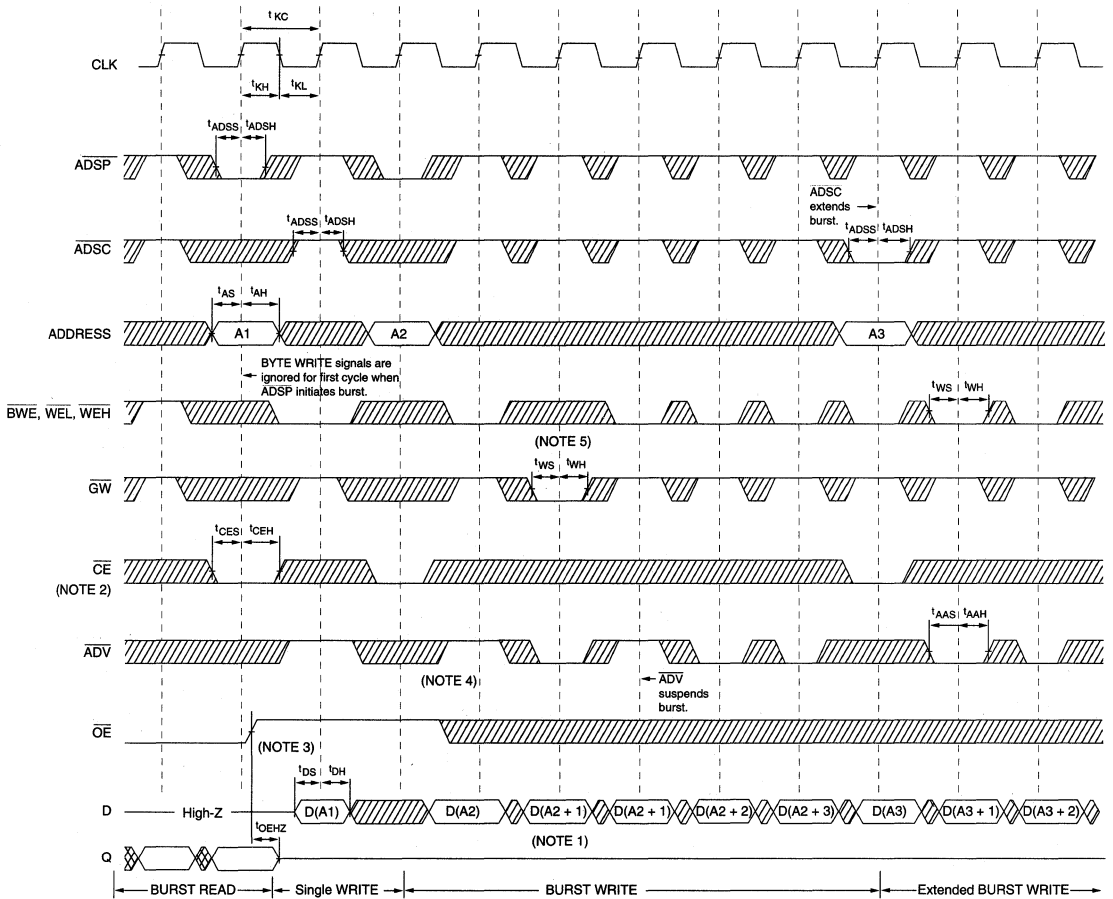 t KC
CLK
tKH tKL
tADSS tADSH
ADSP
ADSC
extends
burst.
tADSS tADSH
tADSS tADSH
ADSC
tAS tAH
ADDRESS A1 A2 A3
BYTE WRITE signals are
ignored for first cycle when
ADSP initiates burst.
tWS tWH
BWE, WEL, WEH
(NOTE 5)
tWS tWH
GW
tCES tCEH
CE
(NOTE 2)
tAAS tAAH
ADV
(NOTE 4)
ADV
suspends
burst.
OE
(NOTE 3)
tDS tDH
D High-Z D(A1) D(A2) D(A2 + 1) D(A2 + 1) D(A2 + 2) D(A2 + 3) D(A3) D(A3 + 1) D(A3 + 2)
tOEHZ
(NOTE 1)
Q
BURST READ Single WRITE BURST WRITE Extended BURST WRITE